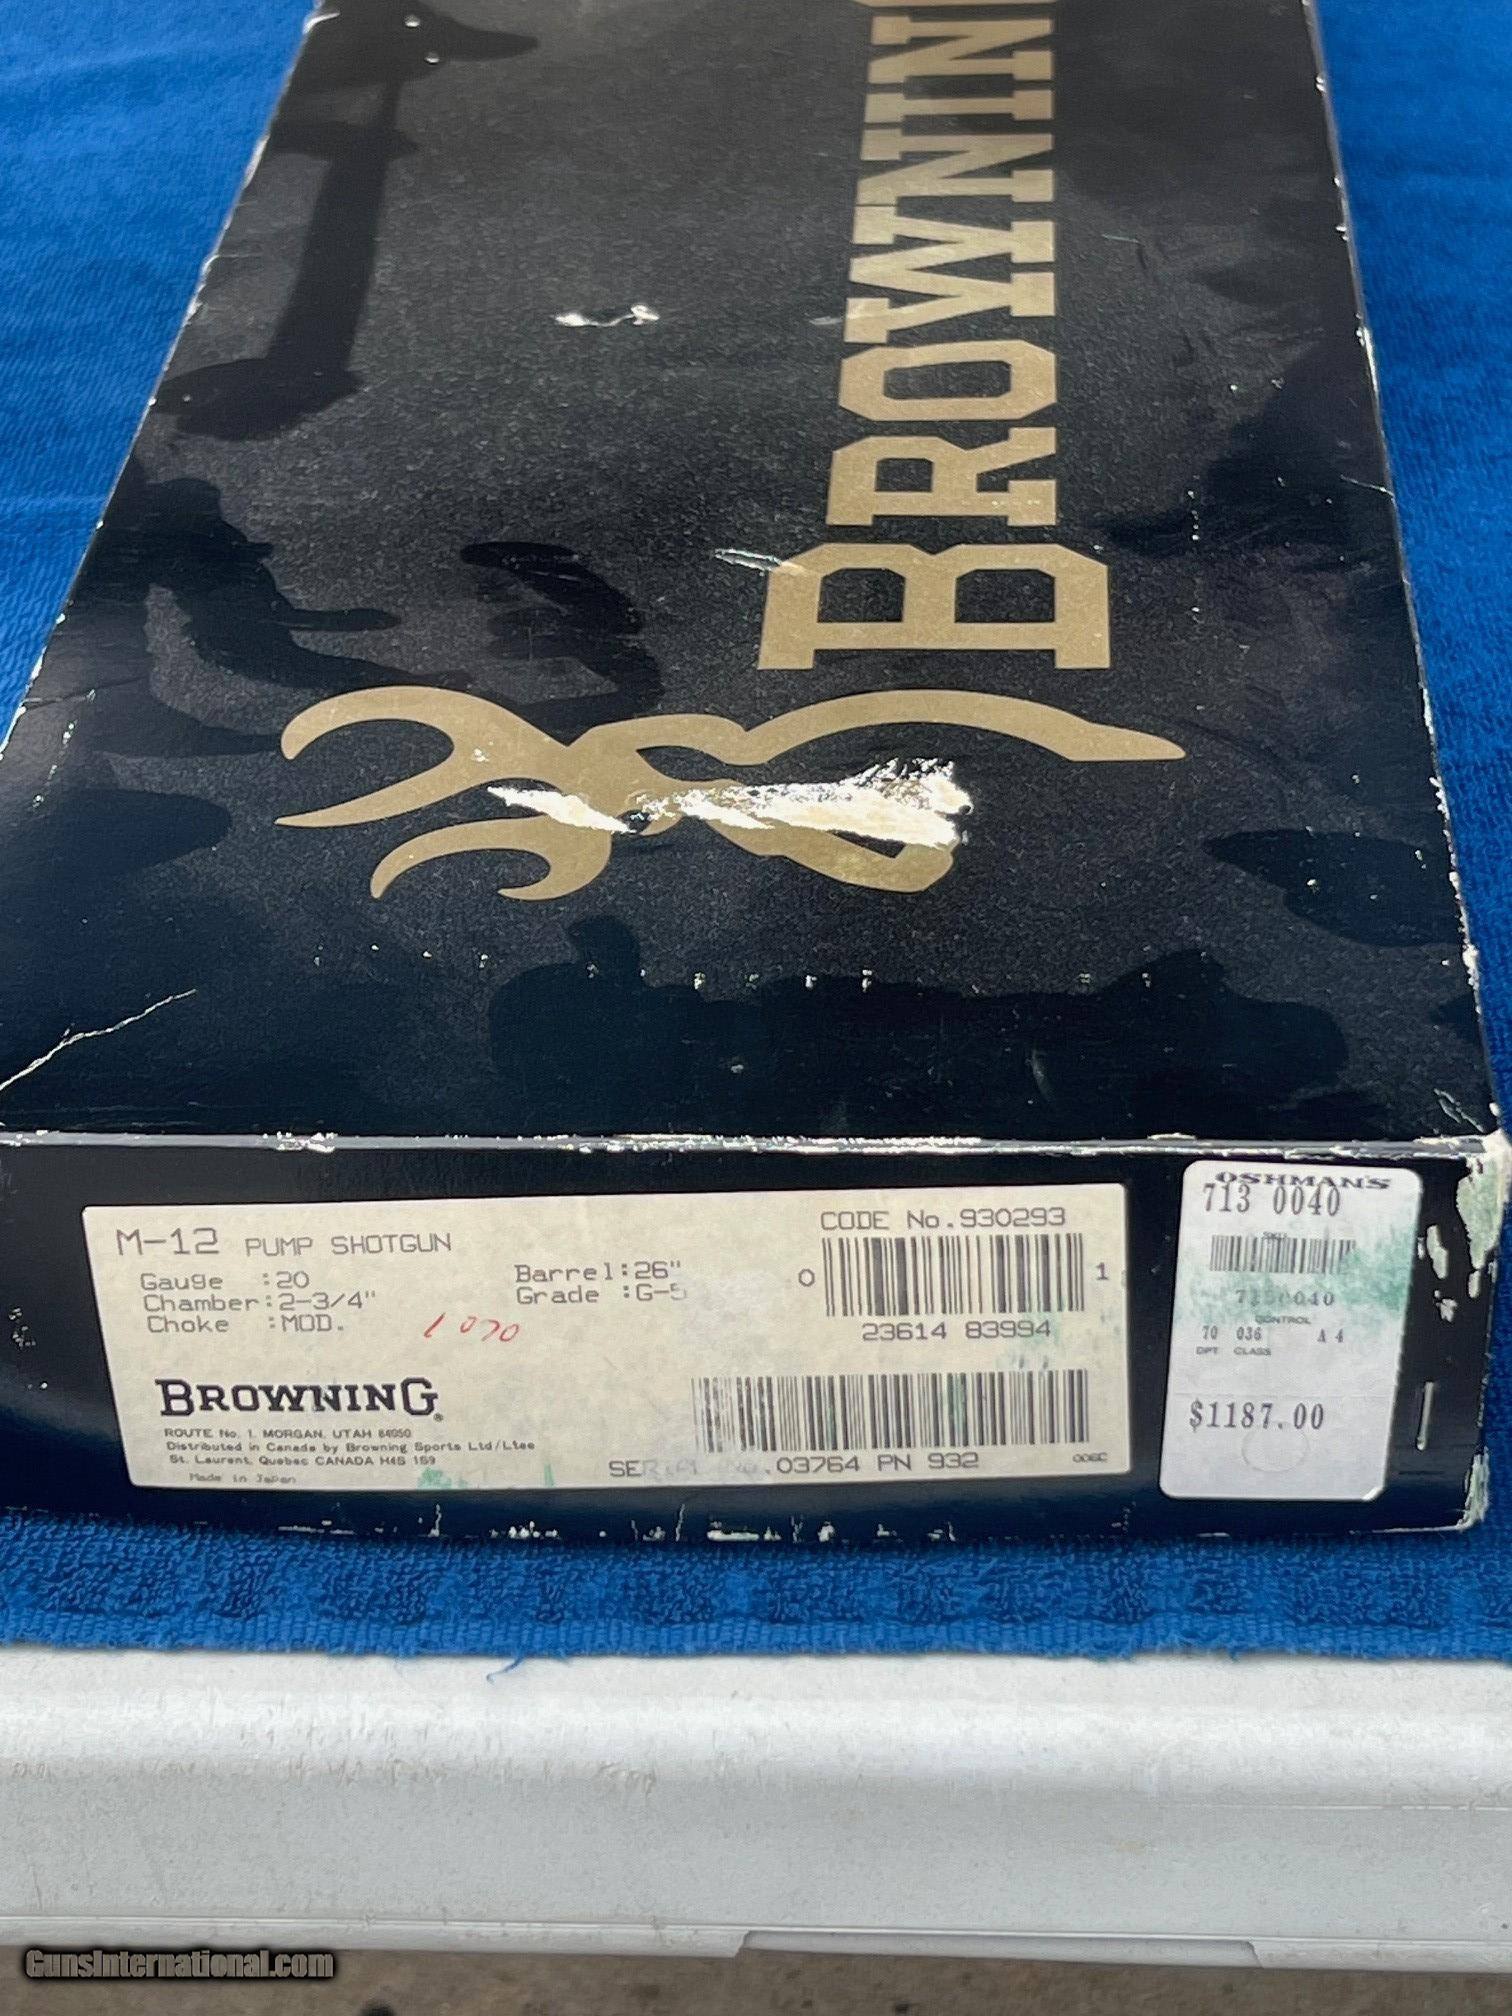 BROWNING
M-12 PUMP SHOTGUN
Gauge :20
Chamber:2-3/4"
Choke :MOD.
Barrel:26"
Grade :G-5
CODE No.930293
0
1
23614 83994
BROWNING
ROUTE No. 1, MORGAN, UTAH 84050
Distributed in Canada by Browning Sports Ltd/Ltee
St. Laurent, Quebec CANADA H4S 1S9
Made in Japan
03764 PN 932
OSHMAN'S
713 0040
CONTROL
70 036 A 4
DPT CLASS
$1187.00
GunsInternational.com